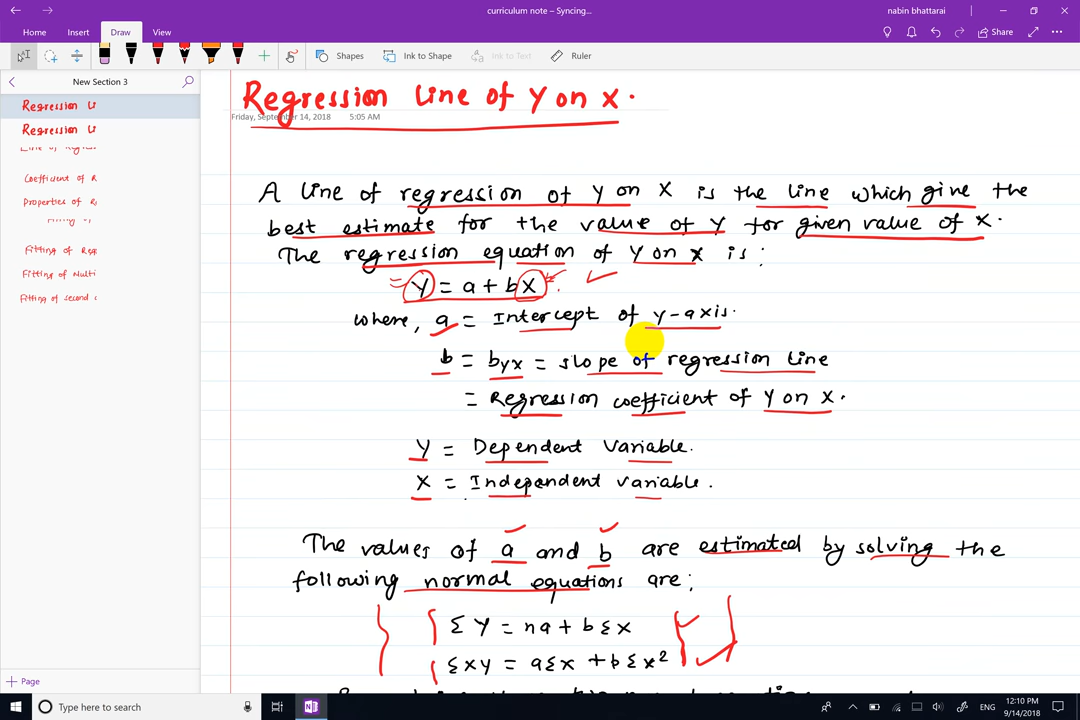 curriculum note - Syncing...
nabin bhattarai
Home
Insert
Draw
View
Share
Shapes
Ink to Shape
Ink to Text
Ruler
New Section 3
Regression Li
Regression Li
Coefficient of R
Properties of R
Fitting of
Fitting of Reg
Fitting of Multi
Fitting of second o
Page
Regression Line of Y on X.
Friday, September 14, 2018 5:05 AM
A line of regression of Y on X is the line which give the
best estimate for the value of Y for given value of X.
The regression equation of Y on X is:
= Y = a + bX
where, a = Intercept of y-axis.
b = byx = slope of regression line
= Regression coefficient of Y on X.
Y = Dependent variable.
X = Independent variable.
The values of a and b are estimated by solving the
following normal equations are:
ΣY = na + bΣX
ΣXY = aΣX + bΣX²
Type here to search
ENG
12:10 PM
9/14/2018